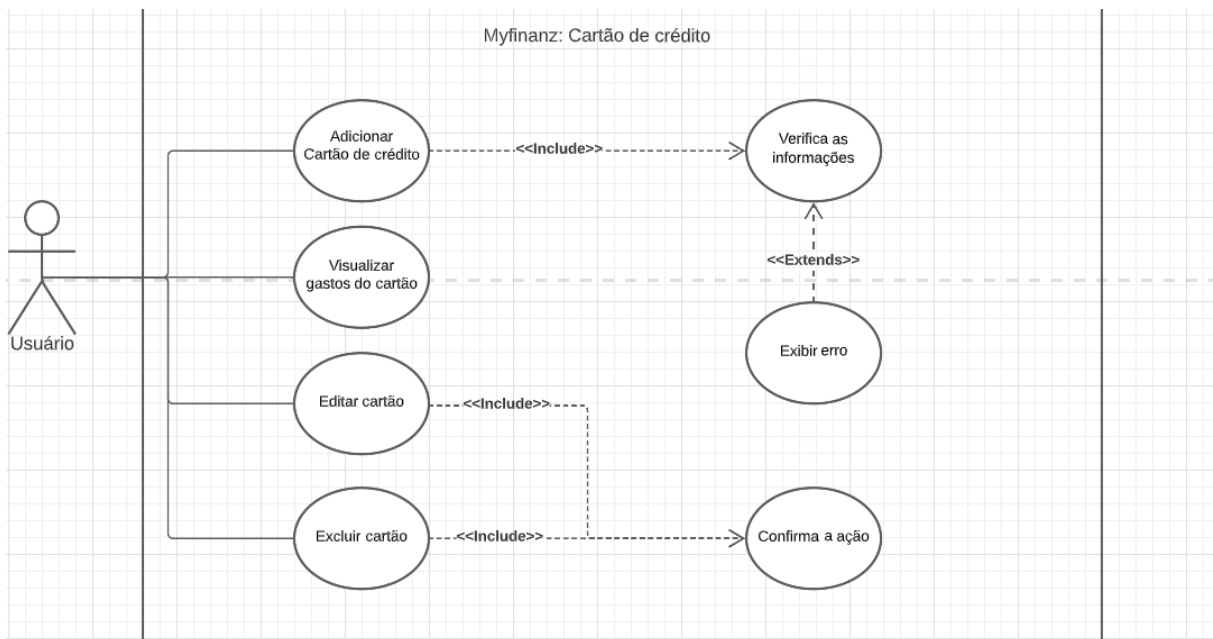 Myfinanz: Cartão de crédito
Adicionar
Cartão de crédito
<<Include>>
Verifica as
informações
Visualizar
gastos do cartão
<<Extends>>
Usuário
Exibir erro
Editar cartão
<<Include>>
Excluir cartão
<<Include>>
Confirma a ação